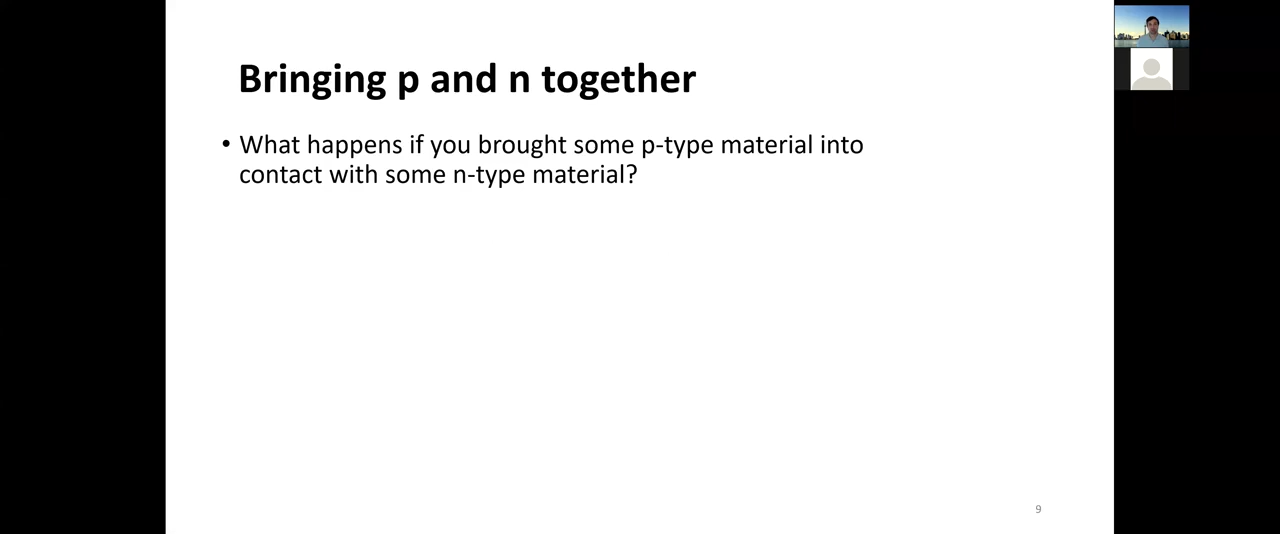 Bringing p and n together
• What happens if you brought some p-type material into
contact with some n-type material?
9